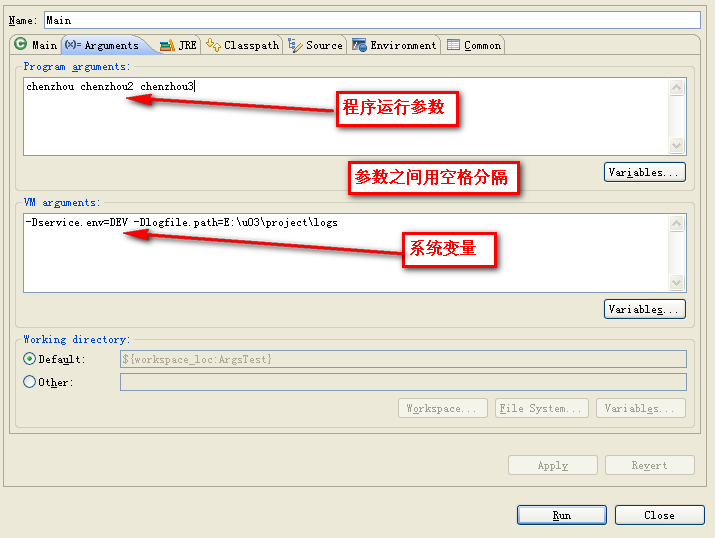 Name: Main
Main Arguments JRE Classpath Source Environment Common
Program arguments:
chenzhou chenzhou2 chenzhou3
程序运行参数
参数之间用空格分隔
Variables...
VM arguments:
-Dservice.env=DEV -Dlogfile.path=E:\u03\project\logs
系统变量
Variables...
Working directory:
Default: ${workspace_loc:ArgsTest}
Other:
Workspace... File System... Variables...
Apply Revert
Run Close